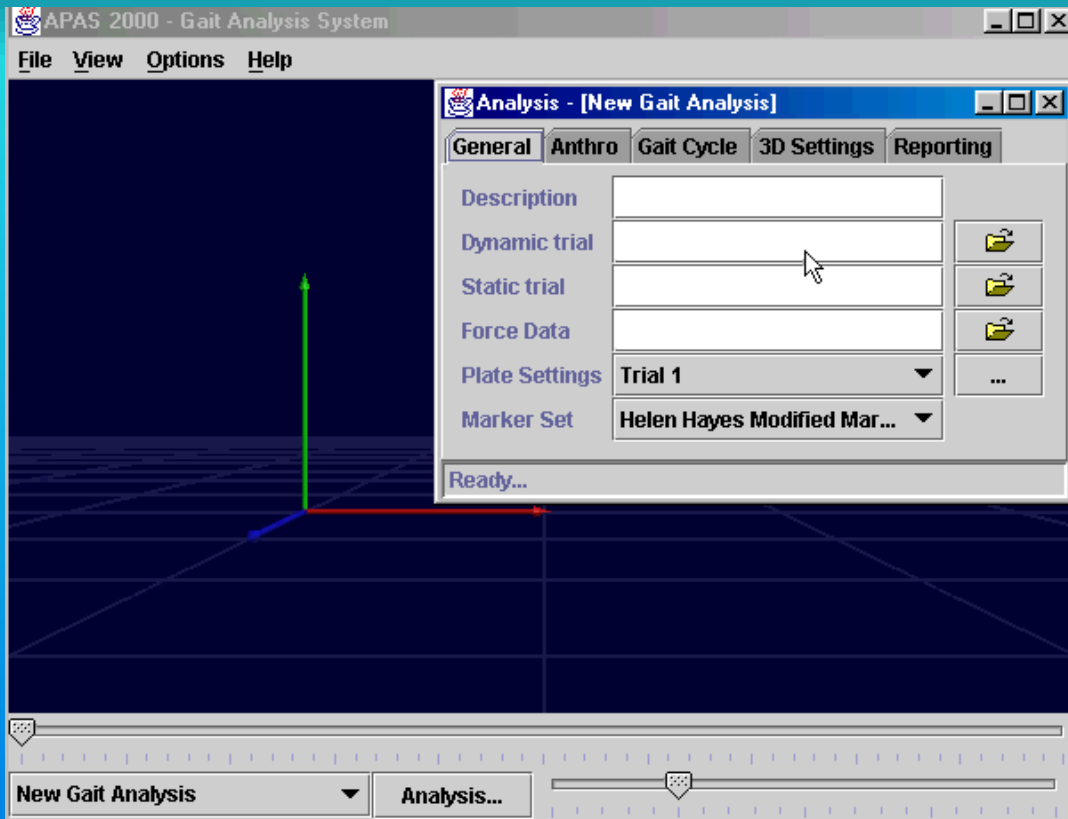 APAS 2000 - Gait Analysis System
File View Options Help
Analysis - [New Gait Analysis]
General Anthro Gait Cycle 3D Settings Reporting
Description
Dynamic trial
Static trial
Force Data
Plate Settings Trial 1 ...
Marker Set Helen Hayes Modified Mar...
Ready...
New Gait Analysis Analysis...